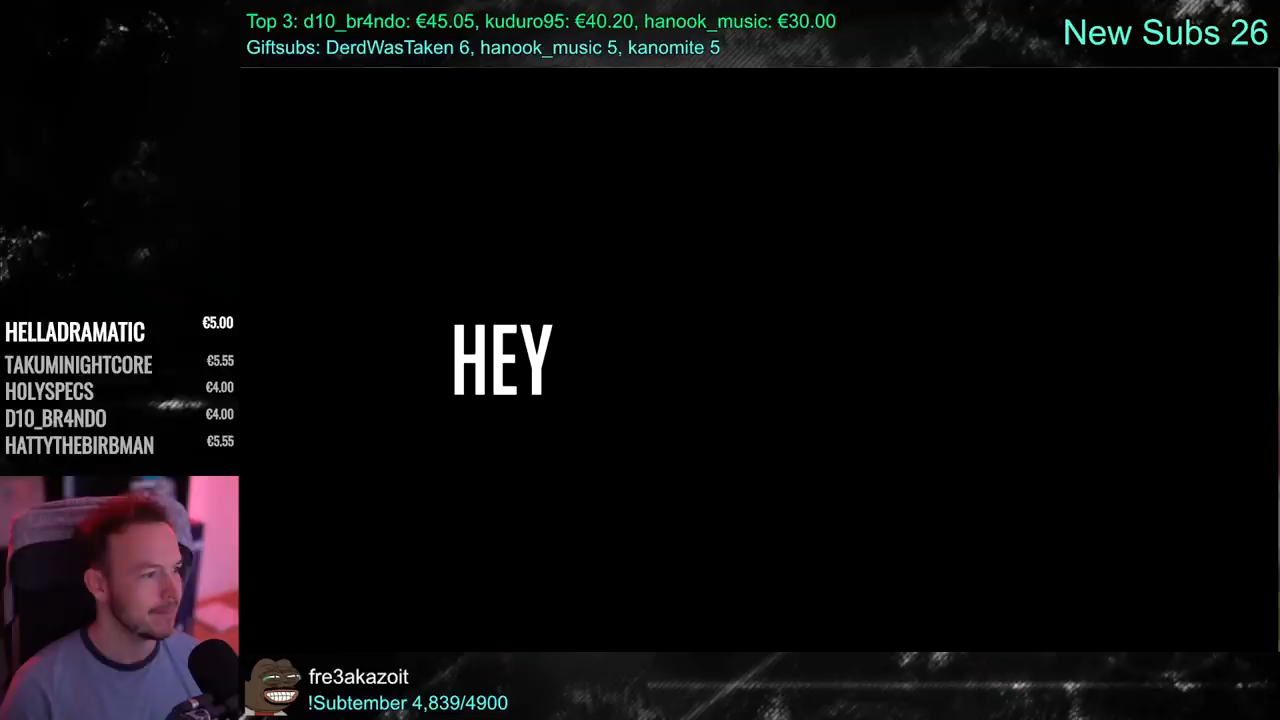 Top 3: d10_br4ndo: €45.05, kuduro95: €40.20, hanook_music: €30.00
Giftsubs: DerdWasTaken 6, hanook_music 5, kanomite 5
New Subs 26
HELLADRAMATIC €5.00
TAKUMINIGHTCORE €5.55
H0LYSPECS €4.00
D10_BR4NDO €4.00
HATTYTHEBIRBMAN €5.55
HEY
fre3akazoit
!Subtember 4,839/4900